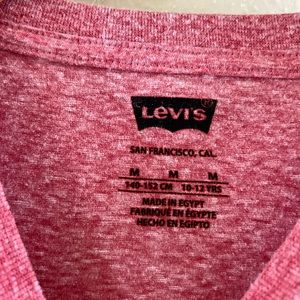 Levi's
SAN FRANCISCO, CAL.
M M M
140-152 CM 10-12 YRS
MADE IN EGYPT
FABRIQUÉ EN ÉGYPTE
HECHO EN EGIPTO